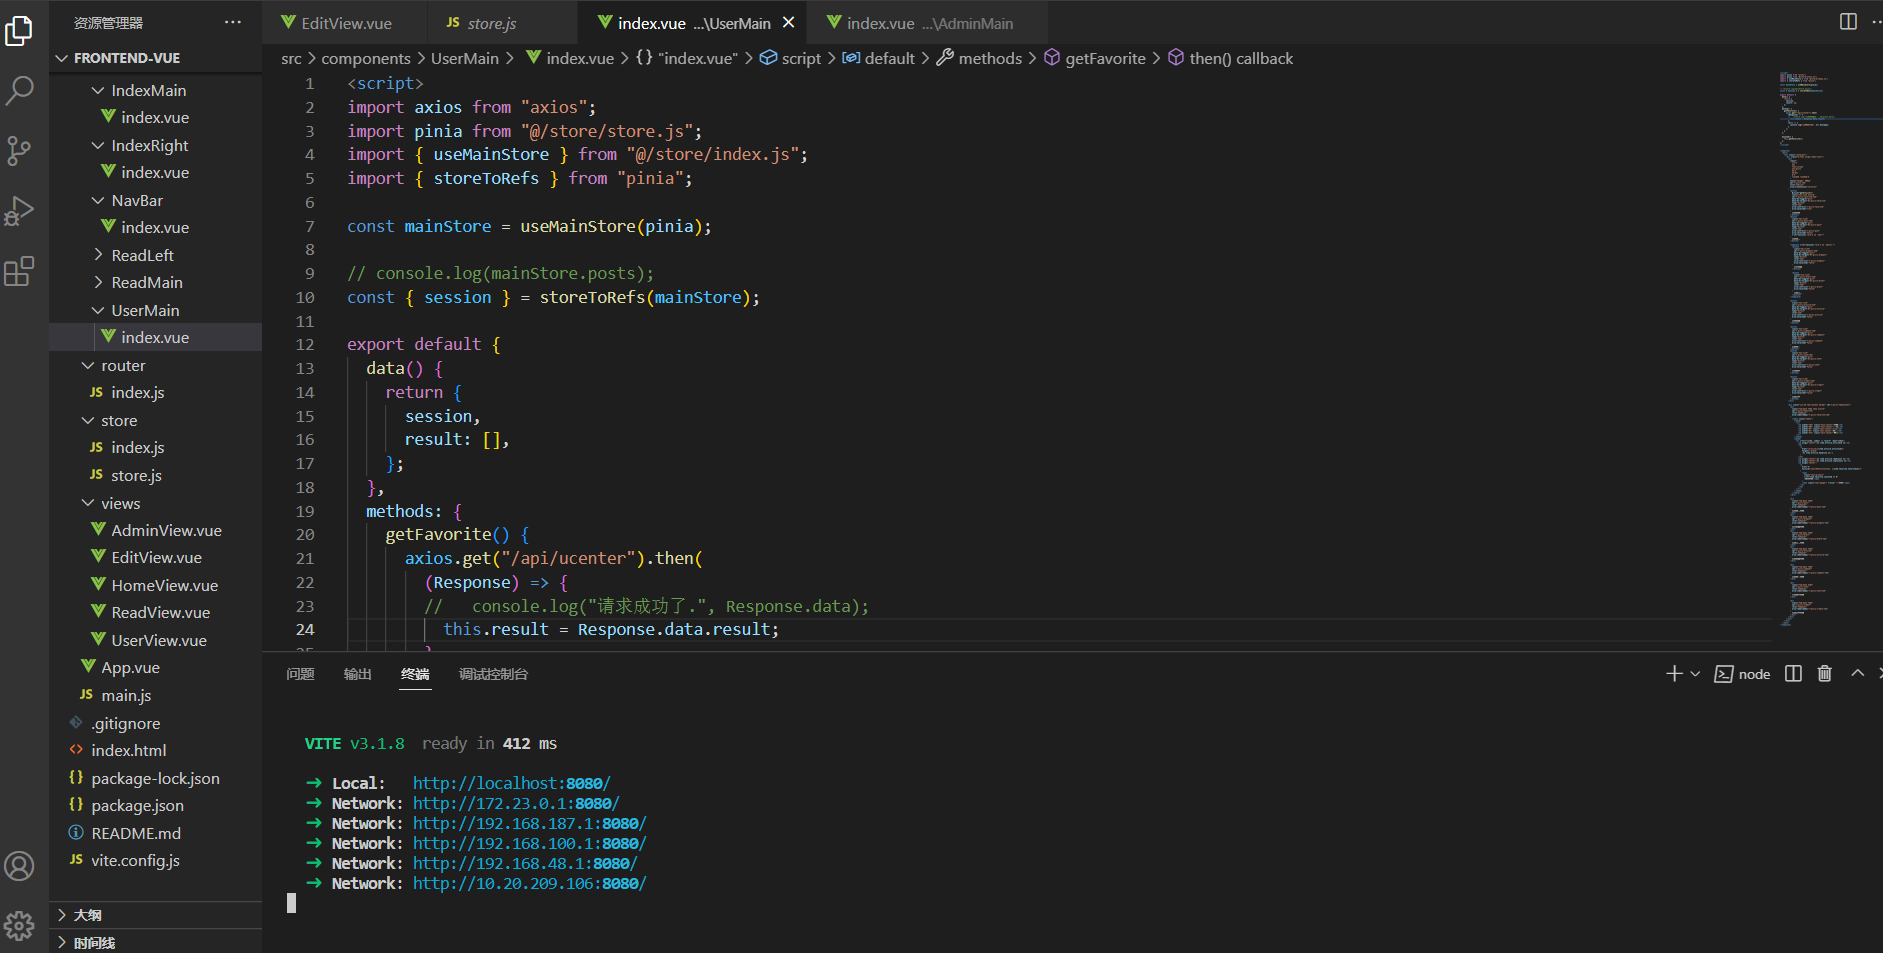 资源管理器 ···
FRONTEND-VUE
IndexMain
index.vue
IndexRight
index.vue
NavBar
index.vue
ReadLeft
ReadMain
UserMain
index.vue
router
JS index.js
store
JS index.js
JS store.js
views
AdminView.vue
EditView.vue
HomeView.vue
ReadView.vue
UserView.vue
App.vue
JS main.js
.gitignore
<> index.html
{} package-lock.json
{} package.json
README.md
JS vite.config.js
大纲
时间线
EditView.vue
JS store.js
index.vue ...\UserMain
index.vue ...\AdminMain
src > components > UserMain > index.vue > {} "index.vue" > script > default > methods > getFavorite > then() callback
1 <script>
2 import axios from "axios";
3 import pinia from "@/store/store.js";
4 import { useMainStore } from "@/store/index.js";
5 import { storeToRefs } from "pinia";
6
7 const mainStore = useMainStore(pinia);
8
9 // console.log(mainStore.posts);
10 const { session } = storeToRefs(mainStore);
11
12 export default {
13 data() {
14 return {
15 session,
16 result: [],
17 };
18 },
19 methods: {
20 getFavorite() {
21 axios.get("/api/ucenter").then(
22 (Response) => {
23 //   console.log("请求成功了.", Response.data);
24 this.result = Response.data.result;
问题 输出 终端 调试控制台
node
VITE v3.1.8 ready in 412 ms
➜ Local: http://localhost:8080/
➜ Network: http://172.23.0.1:8080/
➜ Network: http://192.168.187.1:8080/
➜ Network: http://192.168.100.1:8080/
➜ Network: http://192.168.48.1:8080/
➜ Network: http://10.20.209.106:8080/